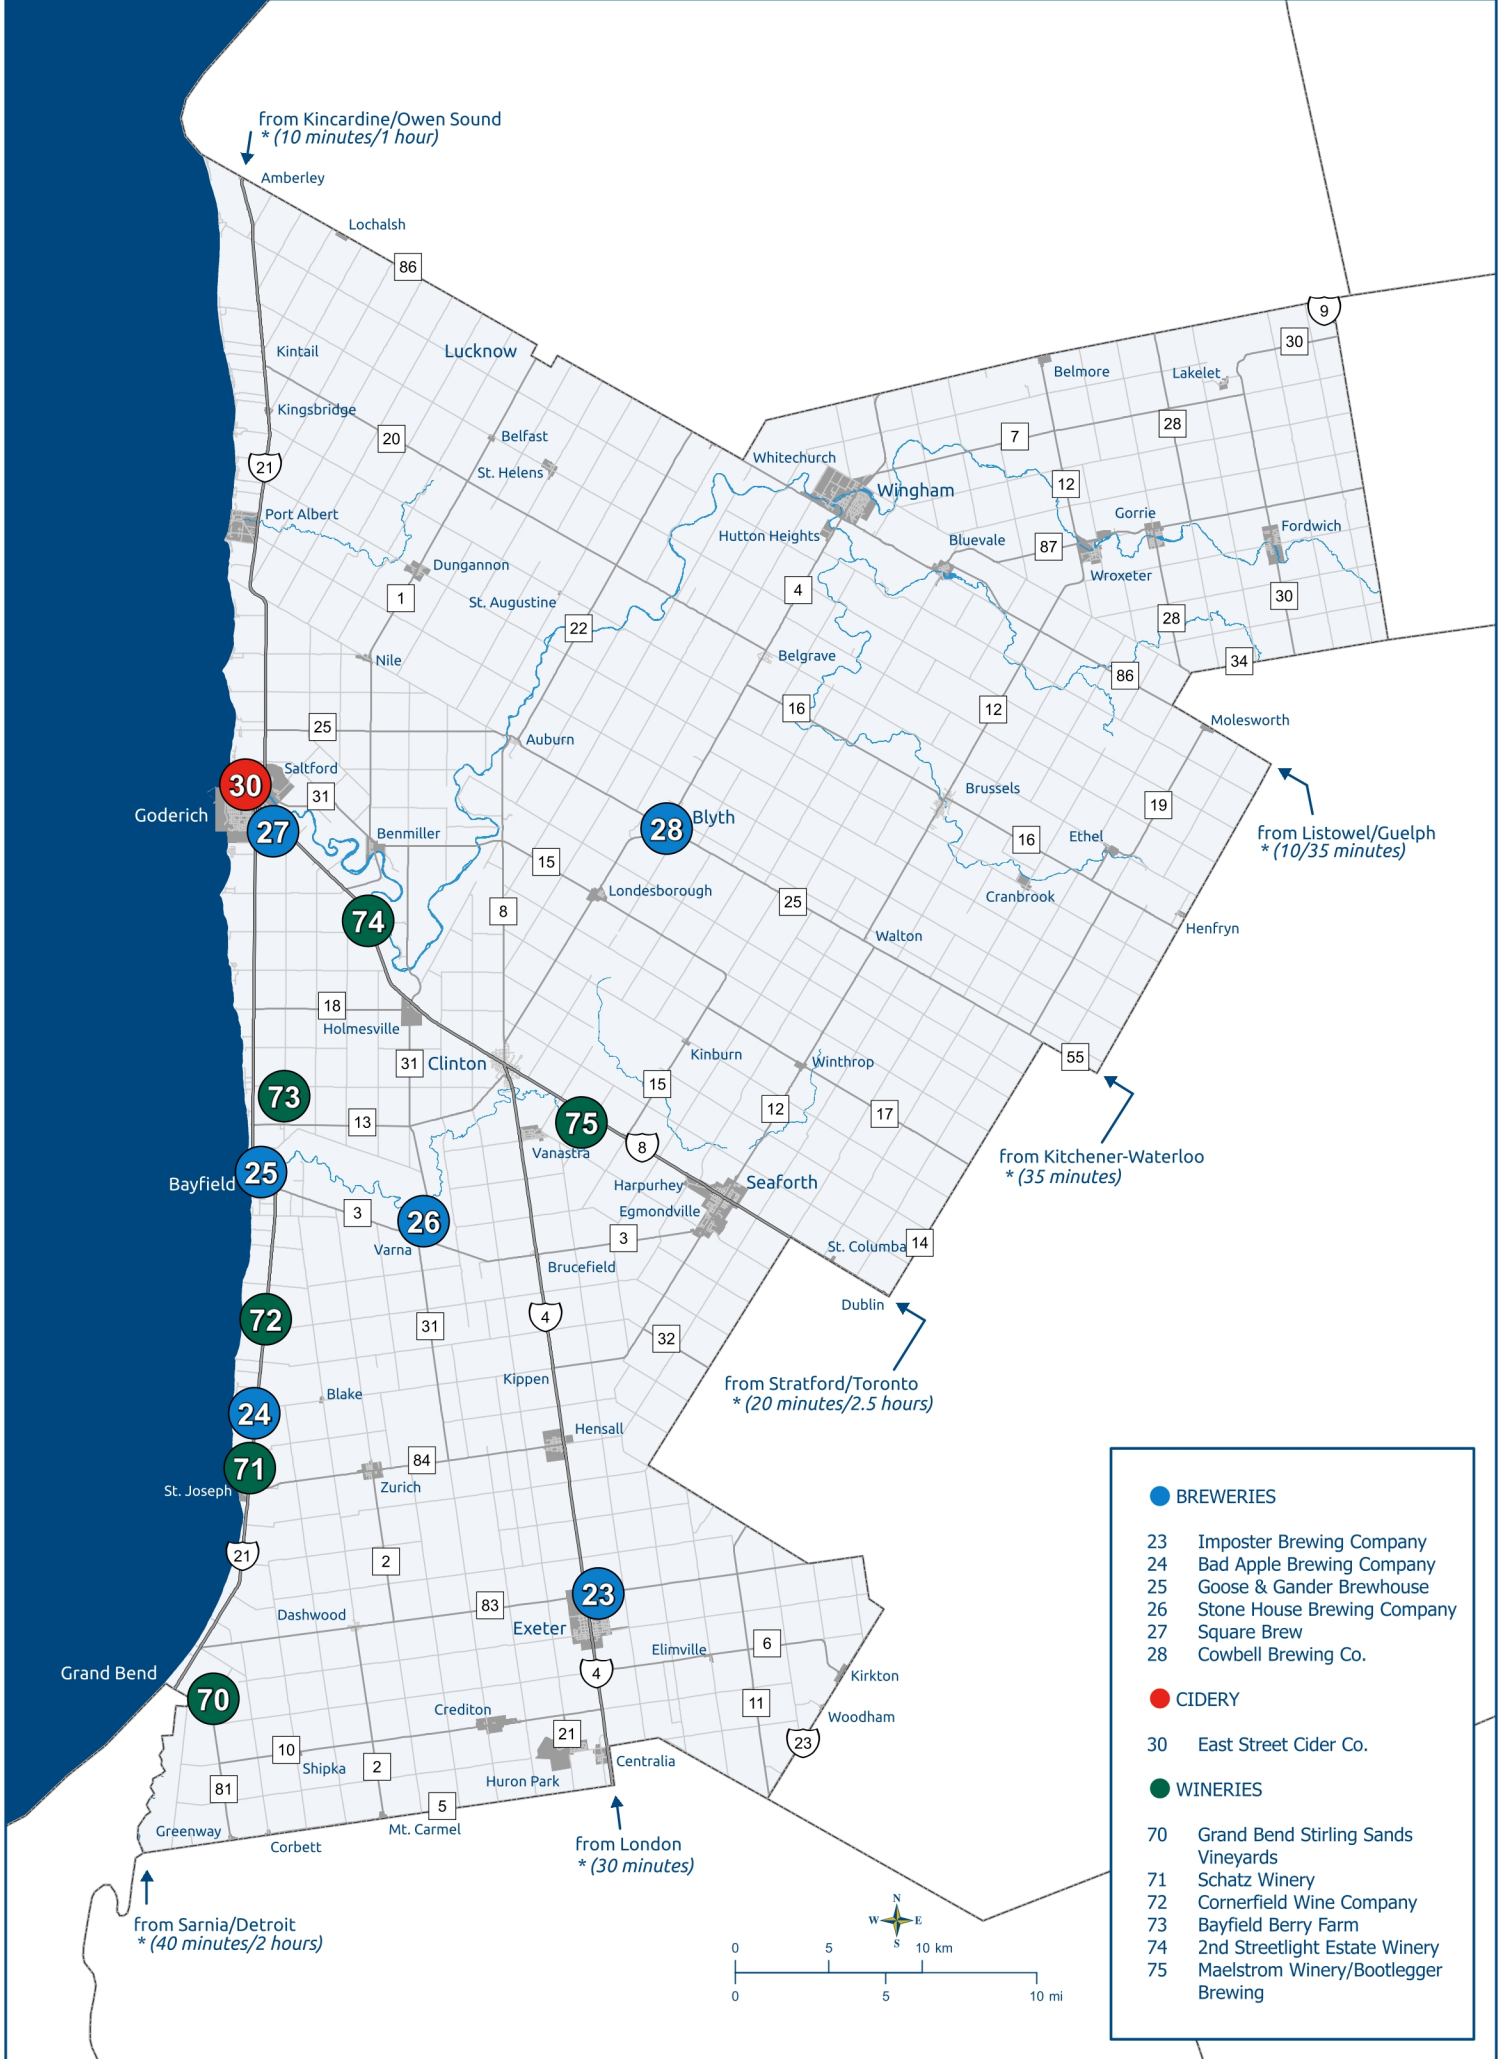 from Kincardine/Owen Sound
* (10 minutes/1 hour)
Amberley
Lochalsh
86
9
30
Kintail
Lucknow
Belmore
Lakelet
Kingsbridge
20
Belfast
7
28
21
St. Helens
Whitechurch
Wingham
12
Port Albert
Hutton Heights
Bluevale
87
Gorrie
Fordwich
Dungannon
Wroxeter
1
St. Augustine
4
30
22
28
Nile
Belgrave
34
86
16
12
25
Auburn
Molesworth
Saltford
30
31
Brussels
19
Goderich
27
Benmiller
28
Blyth
from Listowel/Guelph
* (10/35 minutes)
16
Ethel
15
Londesborough
Cranbrook
74
8
25
Walton
Henfryn
18
Holmesville
31
Clinton
Kinburn
Winthrop
55
73
15
12
17
13
75
8
Vanastra
from Kitchener-Waterloo
* (35 minutes)
Bayfield
25
Harpurhey
Seaforth
Egmondville
3
26
Varna
3
Brucefield
St. Columba
14
Dublin
72
31
4
32
Kippen
from Stratford/Toronto
* (20 minutes/2.5 hours)
Blake
24
Hensall
71
84
Zurich
St. Joseph
21
2
23
83
Dashwood
Exeter
Elimville
6
Grand Bend
4
Kirkton
70
11
Crediton
Woodham
21
23
10
Shipka
2
Centralia
Huron Park
81
5
Greenway
Mt. Carmel
Corbett
from London
* (30 minutes)
from Sarnia/Detroit
* (40 minutes/2 hours)
N
W E
S
0 5 10 km
0 5 10 mi
BREWERIES
23 Imposter Brewing Company
24 Bad Apple Brewing Company
25 Goose & Gander Brewhouse
26 Stone House Brewing Company
27 Square Brew
28 Cowbell Brewing Co.
CIDERY
30 East Street Cider Co.
WINERIES
70 Grand Bend Stirling Sands
Vineyards
71 Schatz Winery
72 Cornerfield Wine Company
73 Bayfield Berry Farm
74 2nd Streetlight Estate Winery
75 Maelstrom Winery/Bootlegger
Brewing